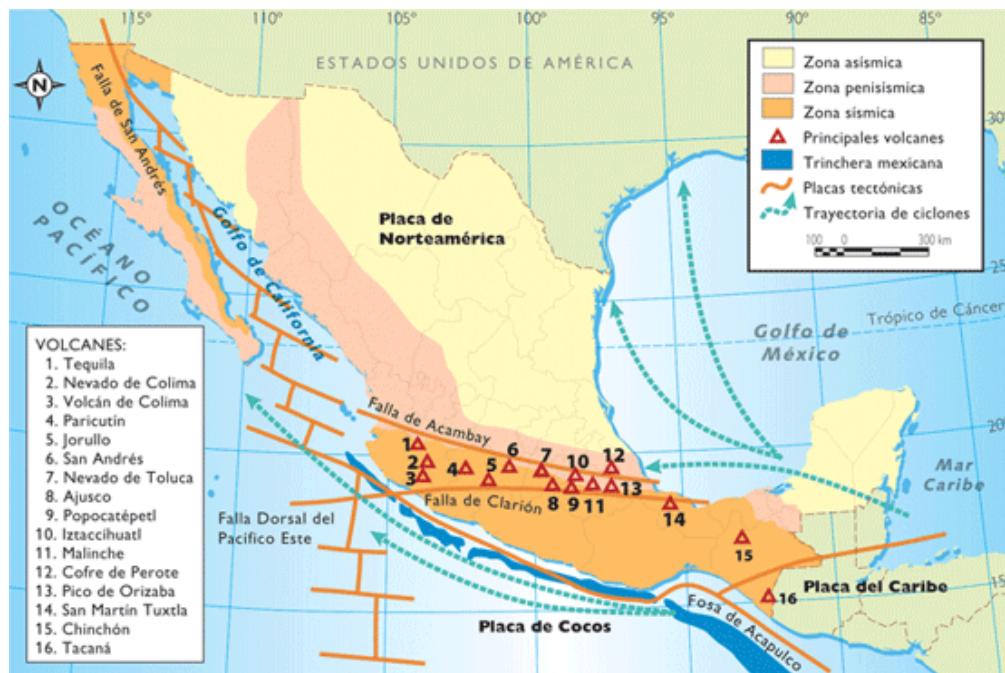 115°
110°
105°
100°
95°
90°
85°
ESTADOS UNIDOS DE AMÉRICA
N
Zona asísmica
Zona penisísmica
Zona sísmica
Principales volcanes
Trinchera mexicana
Placas tectónicas
Trayectoria de ciclones
100 0 300 km
30°
25°
20°
15°
Falla de San Andrés
OCÉANO
PACÍFICO
Golfo de California
Placa de
Norteamérica
Golfo de
México
Trópico de Cáncer
Mar
Caribe
VOLCANES:
1. Tequila
2. Nevado de Colima
3. Volcán de Colima
4. Paricutín
5. Jorullo
6. San Andrés
7. Nevado de Toluca
8. Ajusco
9. Popocatépetl
10. Iztaccíhuatl
11. Malinche
12. Cofre de Perote
13. Pico de Orizaba
14. San Martín Tuxtla
15. Chinchón
16. Tacaná
Falla de Acambay
1
2
3
4
5
6
7
8
9
10
11
12
13
14
15
16
Falla de Clarión
Falla Dorsal del
Pacifico Este
Placa de Cocos
Fosa de Acapulco
Placa del Caribe